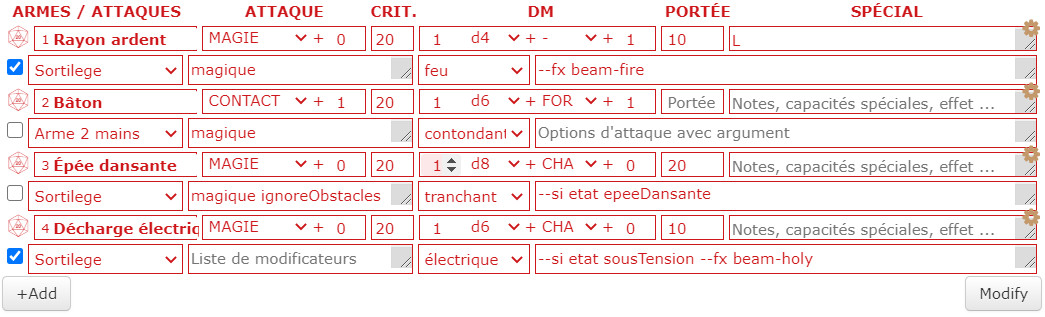 ARMES / ATTAQUES ATTAQUE CRIT. DM PORTÉE SPÉCIAL
1 Rayon ardent MAGIE + 0 20 1 d4 + - + 1 10 L
Sortilege magique feu --fx beam-fire
2 Bâton CONTACT + 1 20 1 d6 + FOR + 1 Portée Notes, capacités spéciales, effet ...
Arme 2 mains magique contondant Options d'attaque avec argument
3 Épée dansante MAGIE + 0 20 1 d8 + CHA + 0 20 Notes, capacités spéciales, effet ...
Sortilege magique ignoreObstacles tranchant --si etat epeeDansante
4 Décharge électriq MAGIE + 0 20 1 d6 + CHA + 0 10 Notes, capacités spéciales, effet ...
Sortilege Liste de modificateurs électrique --si etat sousTension --fx beam-holy
+Add Modify